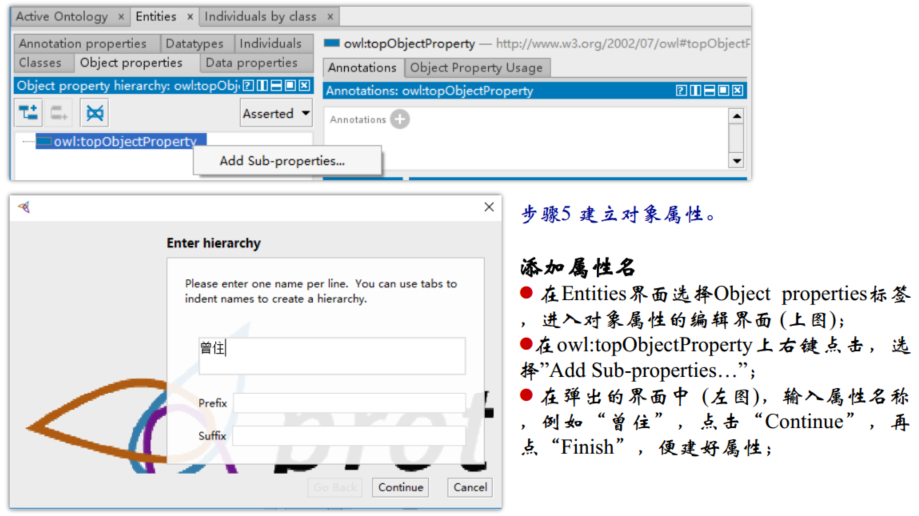 Active Ontology × Entities × Individuals by class ×
Annotation properties Datatypes Individuals
Classes Object properties Data properties
Object property hierarchy: owl:topObj
Asserted
owl:topObjectProperty
Add Sub-properties...
owl:topObjectProperty — http://www.w3.org/2002/07/owl#topObjectP
Annotations Object Property Usage
Annotations: owl:topObjectProperty
Annotations
Enter hierarchy
Please enter one name per line. You can use tabs to
indent names to create a hierarchy.
曾住
Prefix
Suffix
prot
Go Back Continue Cancel
步骤5 建立对象属性。
添加属性名
● 在Entities界面选择Object properties标签
，进入对象属性的编辑界面 (上图)；
●在owl:topObjectProperty上右键点击，选
择”Add Sub-properties…”；
● 在弹出的界面中 (左图)，输入属性名称
，例如“曾住”，点击“Continue”，再
点“Finish”，便建好属性；